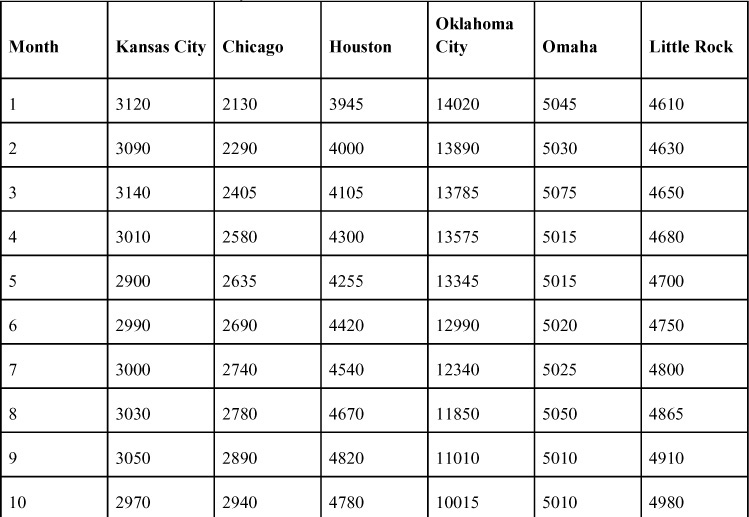 Month Kansas City Chicago Houston Oklahoma City Omaha Little Rock
1 3120 2130 3945 14020 5045 4610
2 3090 2290 4000 13890 5030 4630
3 3140 2405 4105 13785 5075 4650
4 3010 2580 4300 13575 5015 4680
5 2900 2635 4255 13345 5015 4700
6 2990 2690 4420 12990 5020 4750
7 3000 2740 4540 12340 5025 4800
8 3030 2780 4670 11850 5050 4865
9 3050 2890 4820 11010 5010 4910
10 2970 2940 4780 10015 5010 4980